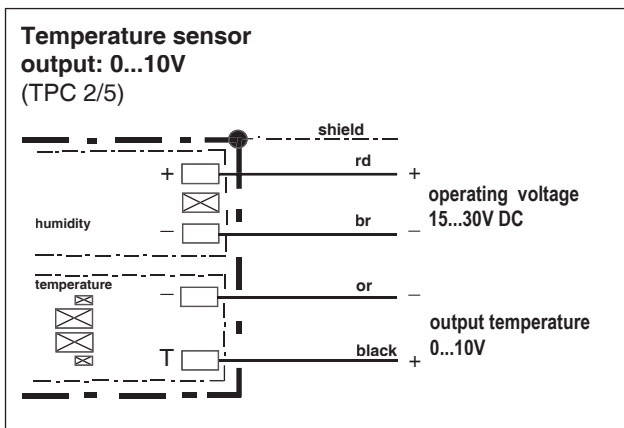 Temperature sensor
output: 0...10V
(TPC 2/5)
shield
rd
+ +
operating voltage
15...30V DC
humidity
– br –
temperature
– or –
output temperature
0...10V
T black +